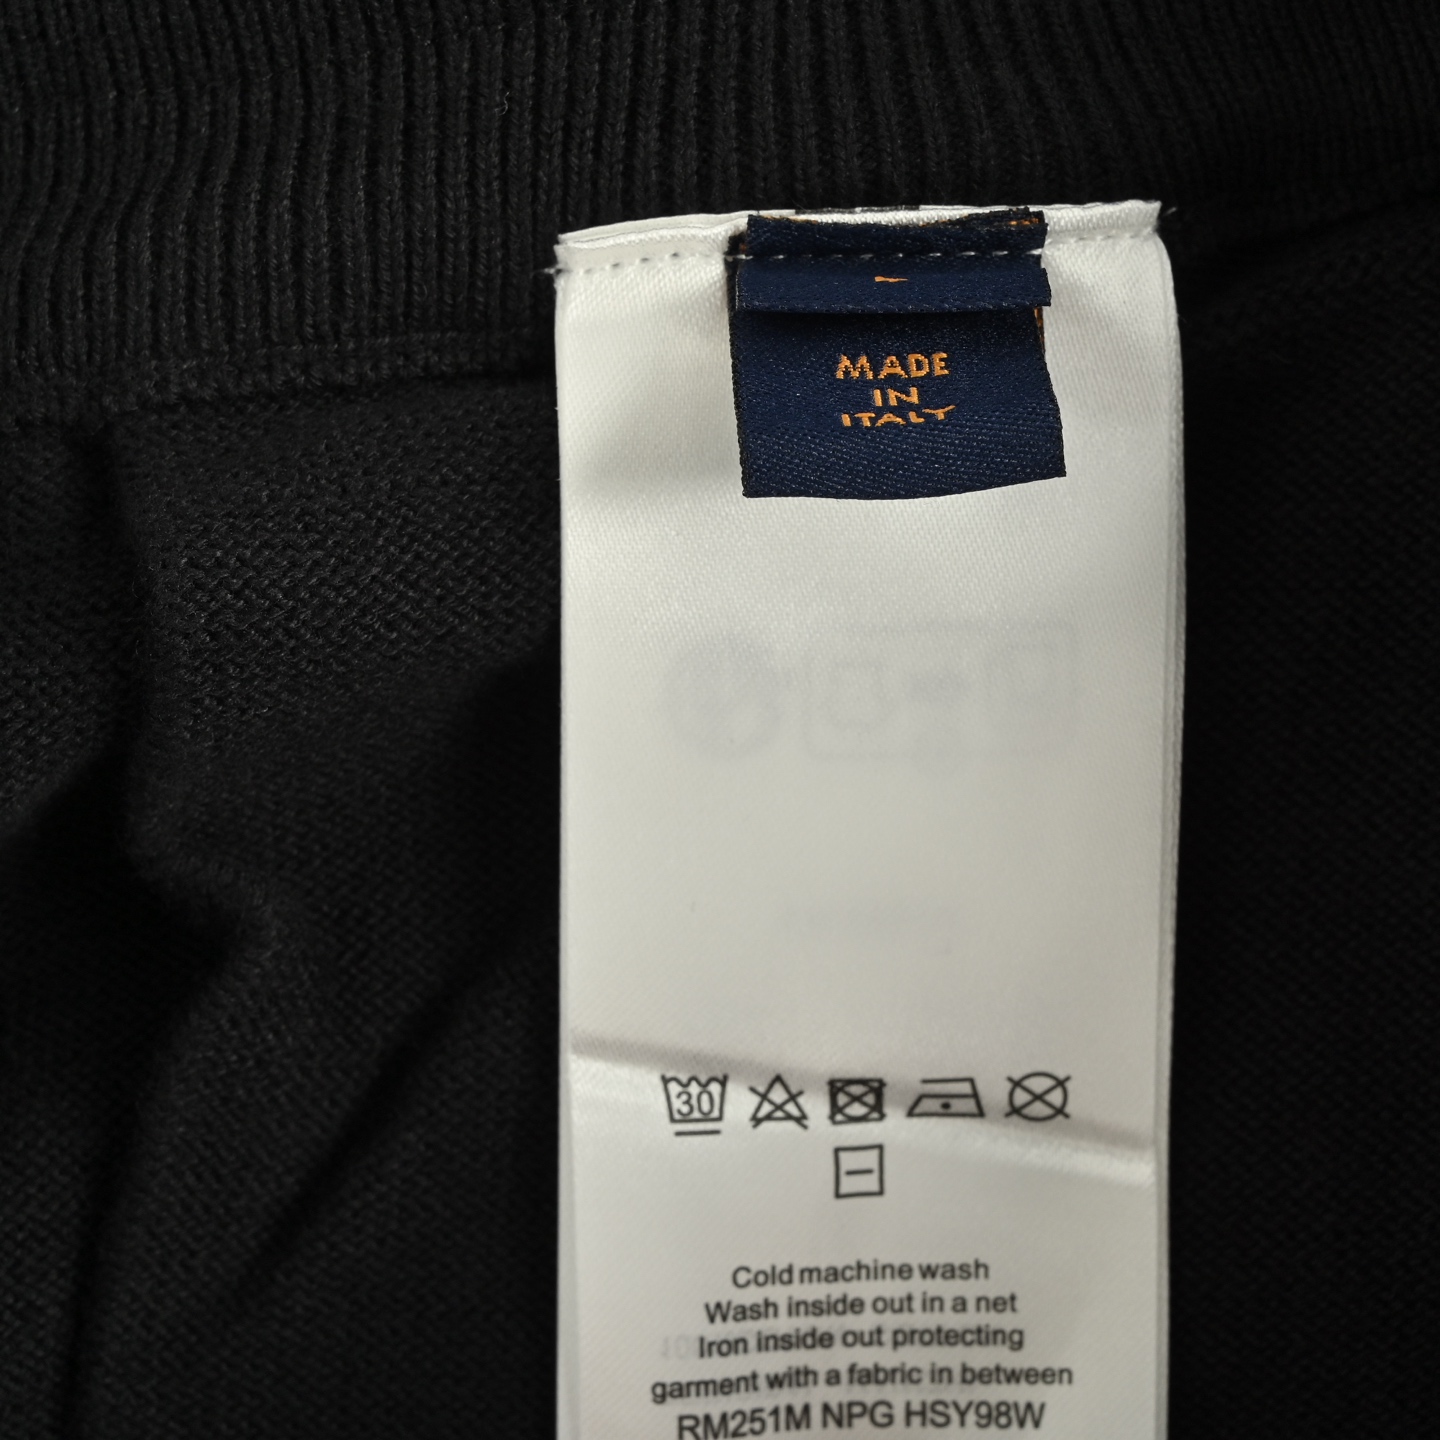 MADE
IN
ITALY
30
Cold machine wash
Wash inside out in a net
Iron inside out protecting
garment with a fabric in between
RM251M NPG HSY98W